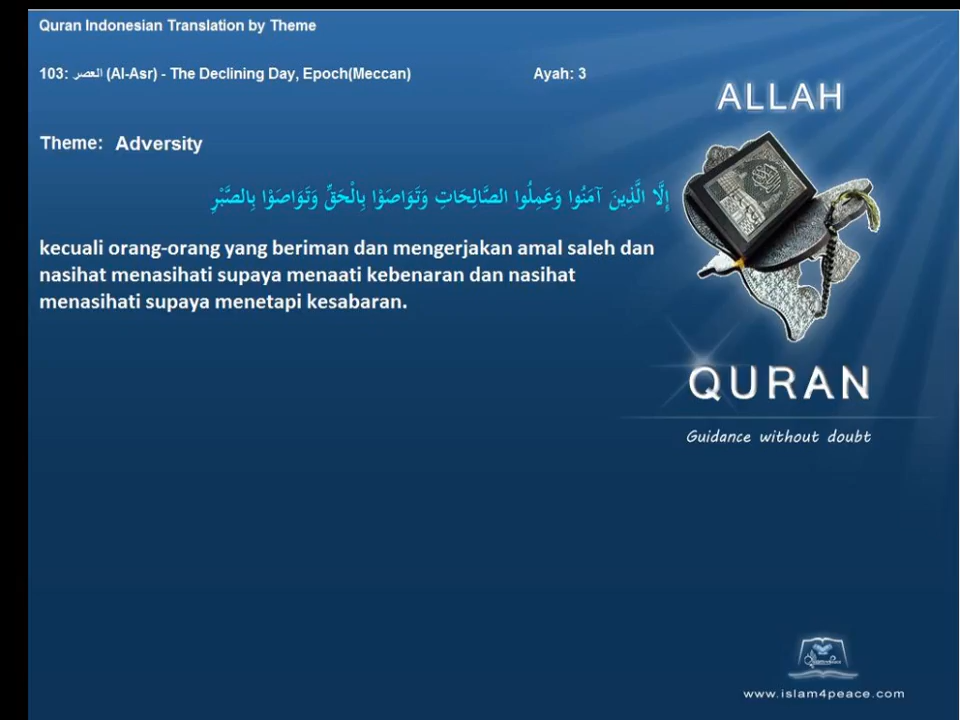 Quran Indonesian Translation by Theme
103: العصر (Al-Asr) - The Declining Day, Epoch(Meccan) Ayah: 3
ALLAH
Theme: Adversity
إِلَّا الَّذِينَ آمَنُوا وَعَمِلُوا الصَّالِحَاتِ وَتَوَاصَوْا بِالْحَقِّ وَتَوَاصَوْا بِالصَّبْرِ
kecuali orang-orang yang beriman dan mengerjakan amal saleh dan
nasihat menasihati supaya menaati kebenaran dan nasihat
menasihati supaya menetapi kesabaran.
QURAN
Guidance without doubt
www.islam4peace.com